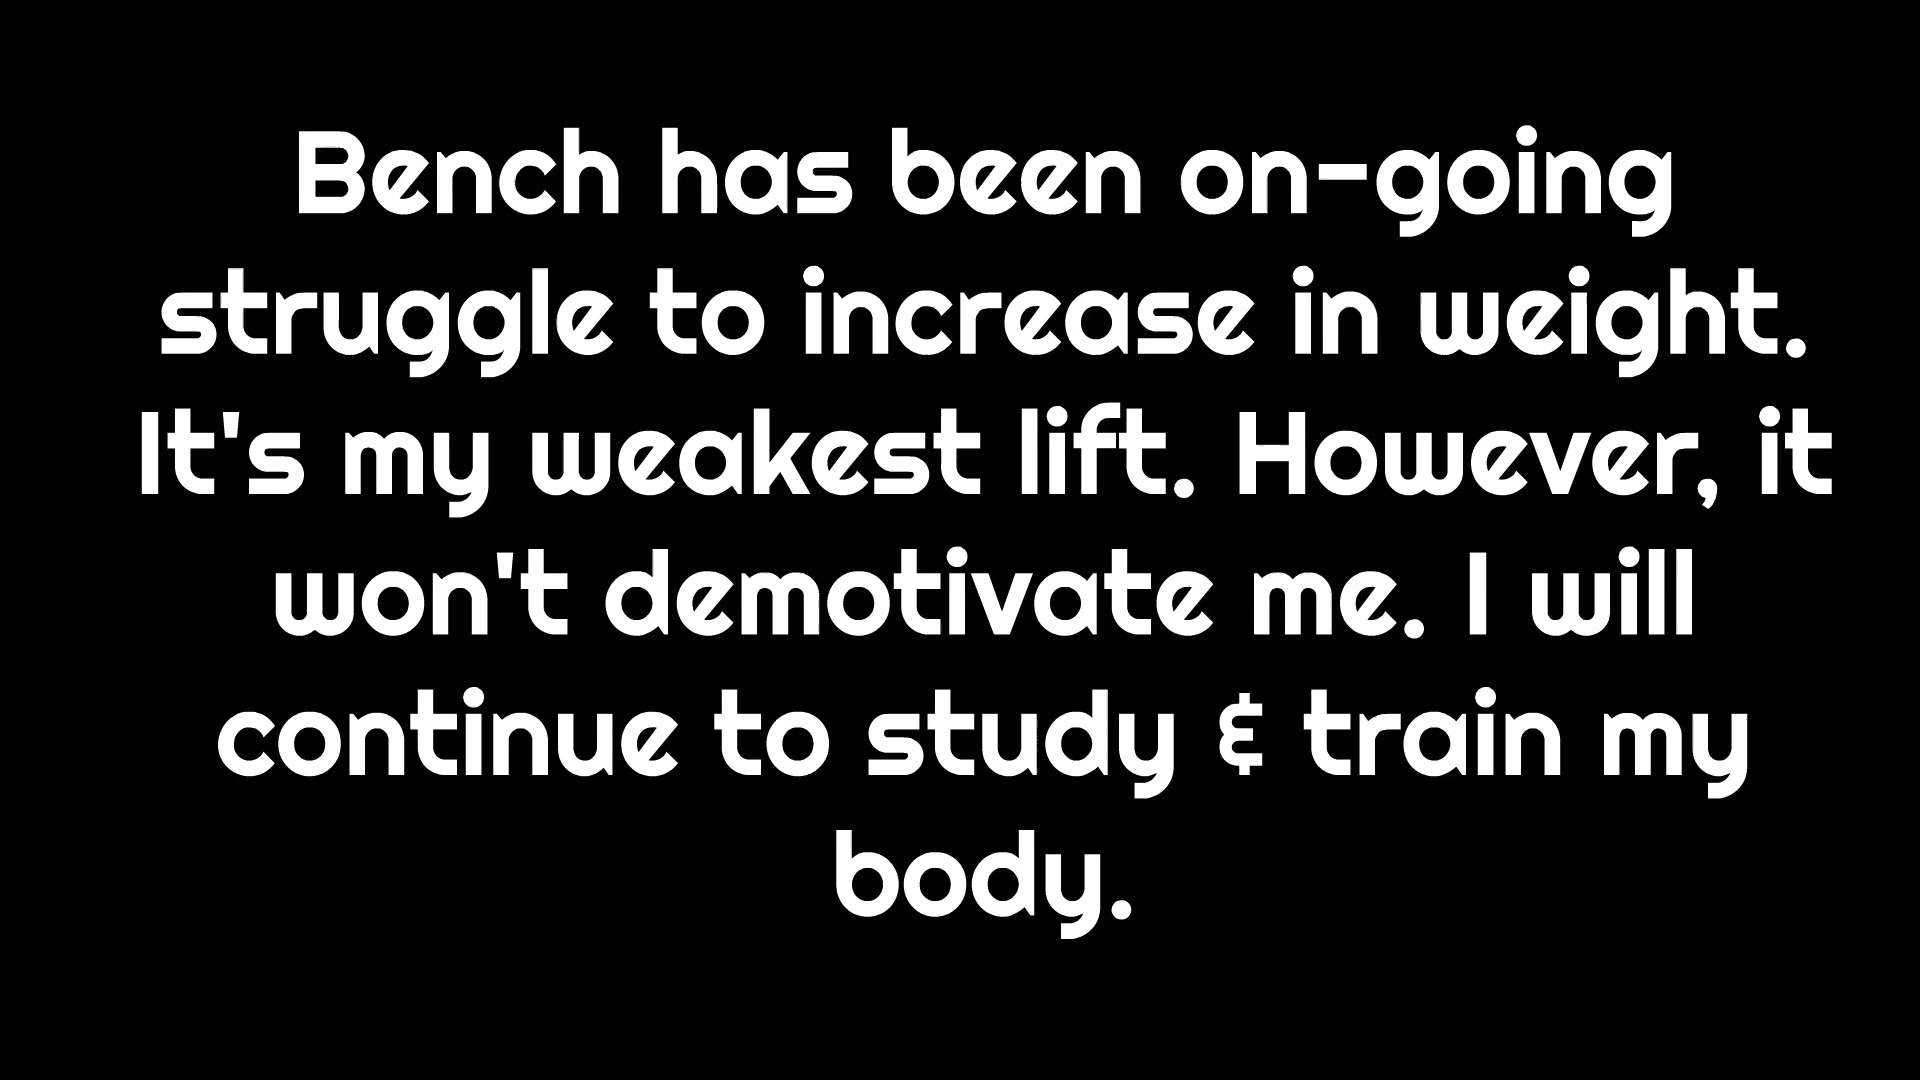 Bench has been on-going
struggle to increase in weight.
It's my weakest lift. However, it
won't demotivate me. I will
continue to study & train my
body.